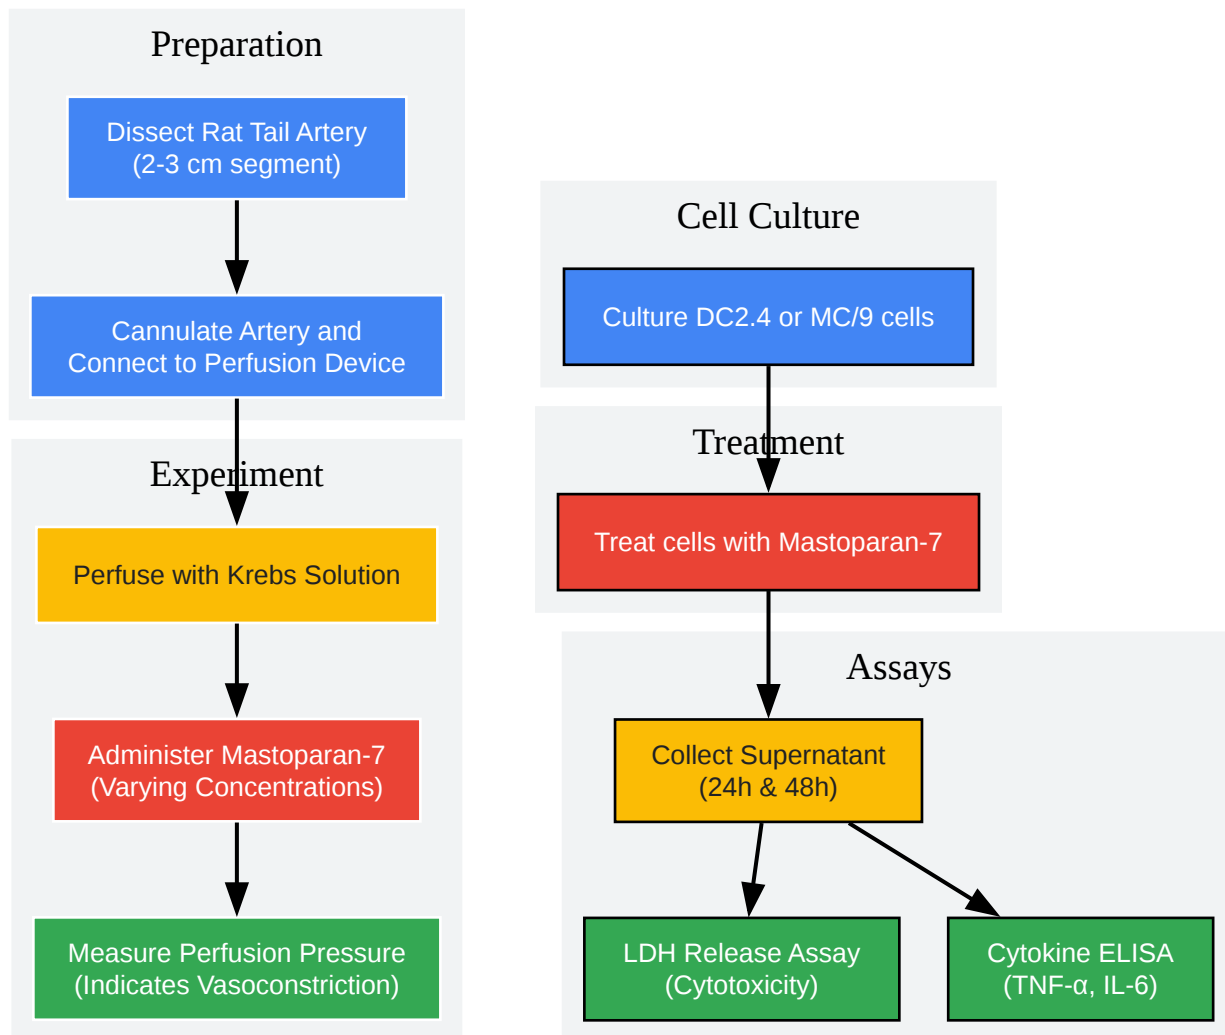 Preparation
Dissect Rat Tail Artery
(2-3 cm segment)
Cannulate Artery and
Connect to Perfusion Device
Experiment
Perfuse with Krebs Solution
Administer Mastoparan-7
(Varying Concentrations)
Measure Perfusion Pressure
(Indicates Vasoconstriction)
Cell Culture
Culture DC2.4 or MC/9 cells
Treatment
Treat cells with Mastoparan-7
Assays
Collect Supernatant
(24h & 48h)
LDH Release Assay
(Cytotoxicity)
Cytokine ELISA
(TNF-α, IL-6)